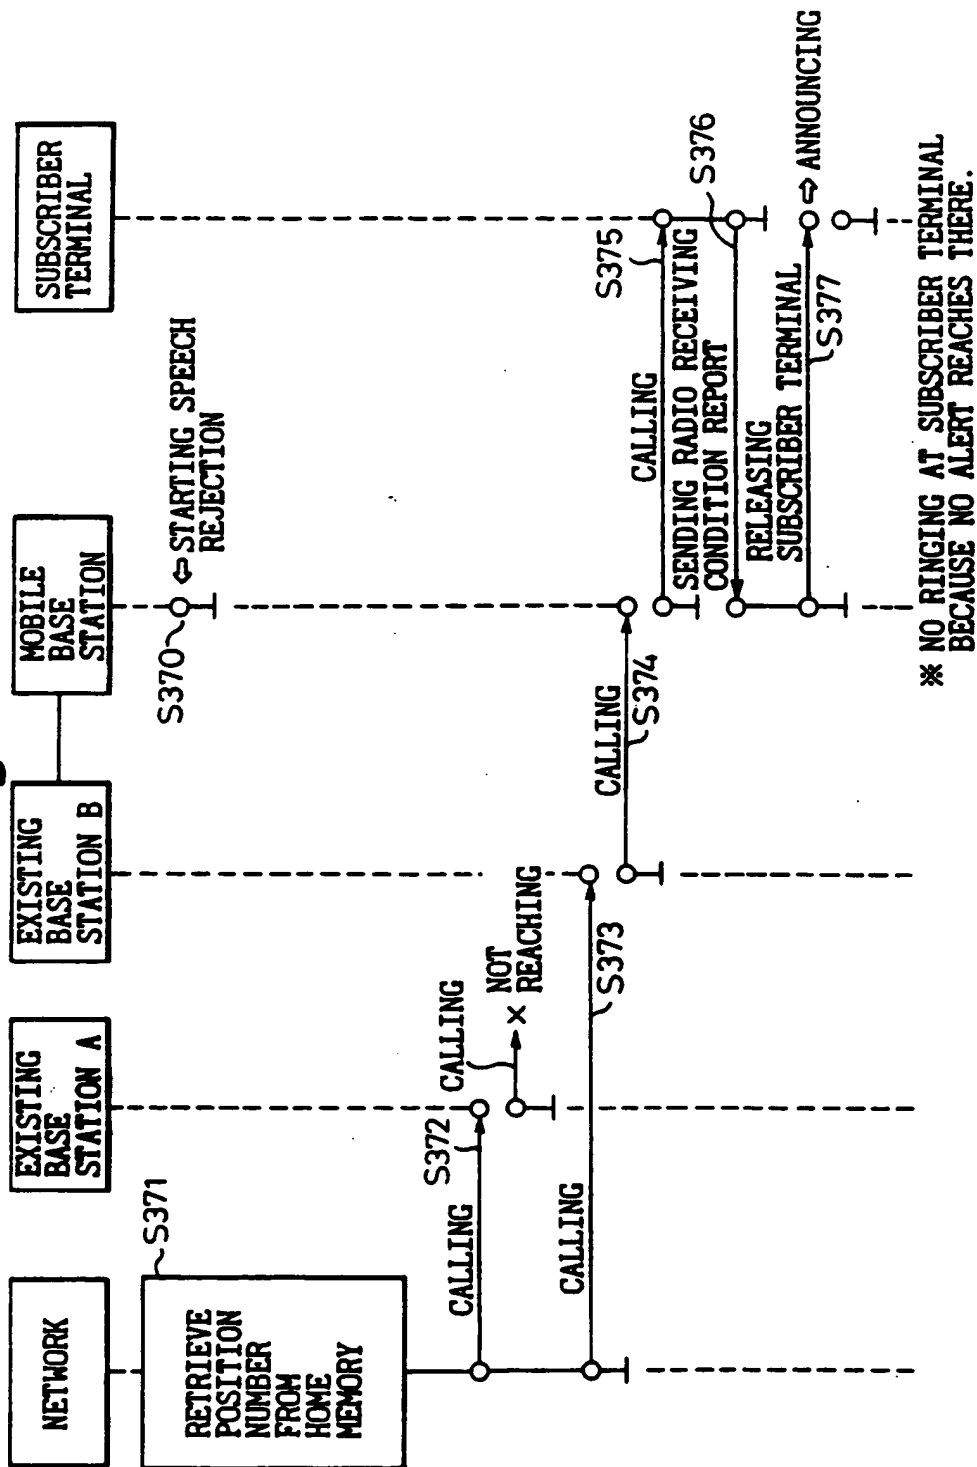 NETWORK
EXISTING
BASE
STATION A
EXISTING
BASE
STATION B
MOBILE
BASE
STATION
SUBSCRIBER
TERMINAL
S370
⇦ STARTING SPEECH
REJECTION
S371
RETRIEVE
POSITION
NUMBER
FROM
HOME
MEMORY
CALLING
S372
CALLING
× NOT
REACHING
CALLING
S373
CALLING
S374
CALLING
S375
SENDING RADIO RECEIVING
CONDITION REPORT
S376
RELEASING
SUBSCRIBER TERMINAL
S377
⇨ ANNOUNCING
※ NO RINGING AT SUBSCRIBER TERMINAL
BECAUSE NO ALERT REACHES THERE.